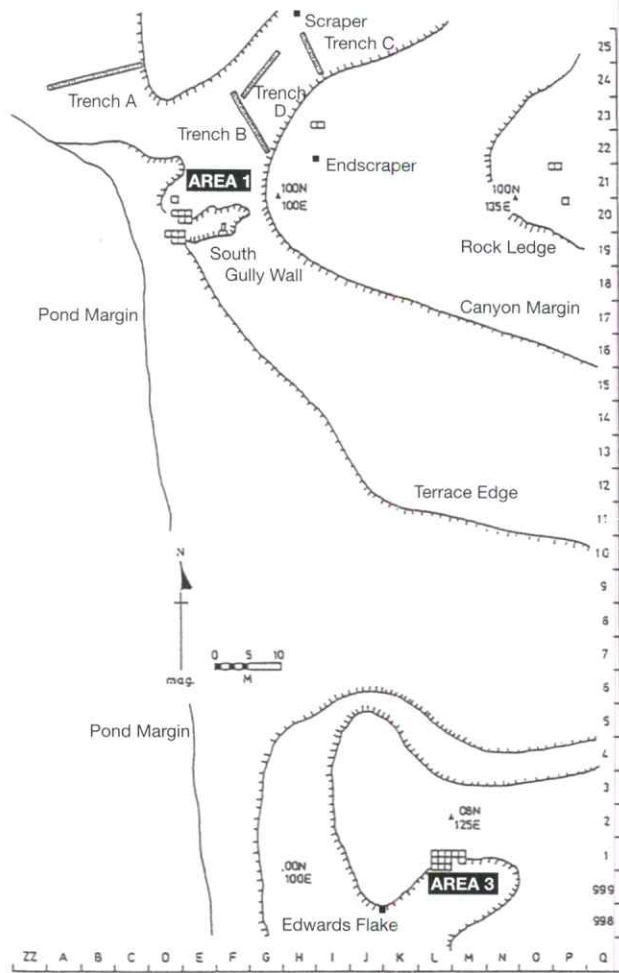 Scraper
Trench C
25
24
Trench A
Trench
D
23
Trench B
22
Endscraper
AREA 1
21
100N
100E
100N
135E
20
Rock Ledge
19
South
Gully Wall
18
Pond Margin
Canyon Margin
17
16
15
14
13
12
Terrace Edge
11
10
N
9
8
0 5 10
7
mag.
M
6
Pond Margin
5
4
3
08N
125E
2
1
00N
100E
AREA 3
999
Edwards Flake
998
ZZ A B C D E F G H I J K L M N O P Q